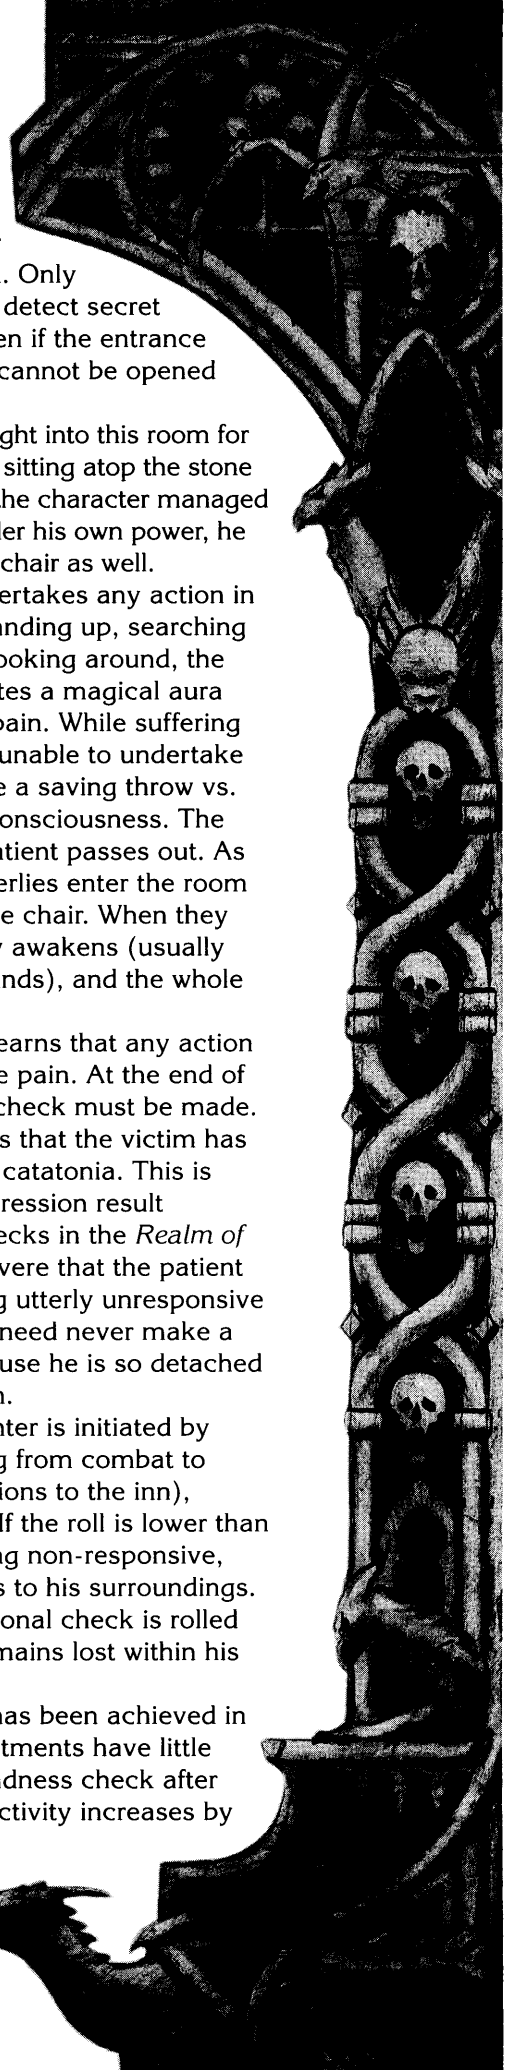 . Only
detect secret
en if the entrance
cannot be opened
ght into this room for
sitting atop the stone
the character managed
der his own power, he
chair as well.
ertakes any action in
anding up, searching
ooking around, the
tes a magical aura
pain. While suffering
unable to undertake
e a saving throw vs.
onsciousness. The
atient passes out. As
erlies enter the room
e chair. When they
y awakens (usually
nds), and the whole
earns that any action
e pain. At the end of
check must be made.
s that the victim has
catatonia. This is
ression result
ecks in the Realm of
vere that the patient
g utterly unresponsive
need never make a
use he is so detached
n.
nter is initiated by
g from combat to
ions to the inn),
If the roll is lower than
ng non-responsive,
s to his surroundings.
onal check is rolled
mains lost within his
has been achieved in
tments have little
dness check after
ctivity increases by